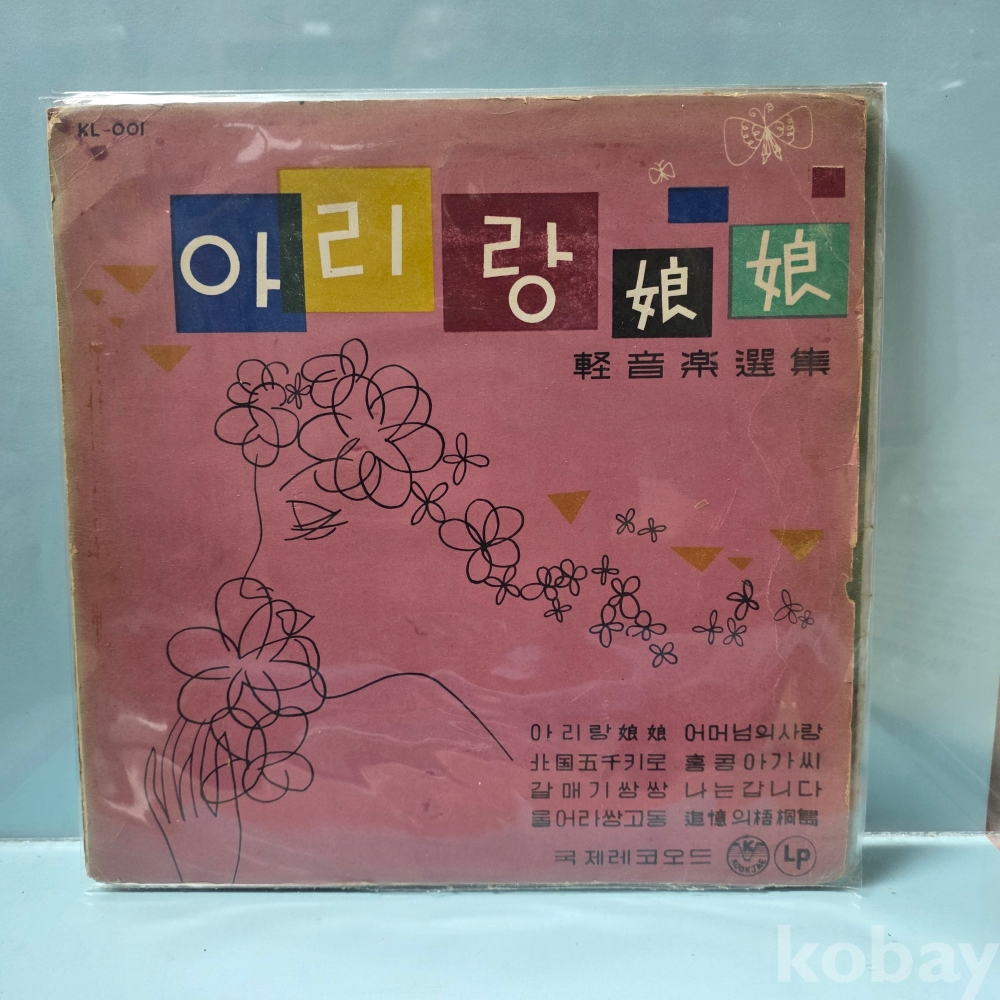 KL-001
아리랑娘娘
軽音楽選集
아리랑娘娘 어머님의사랑
北国五千키로 홍콩아가씨
갈매기쌍쌍 나는갑니다
울어라쌍고동 追憶의梧桐島
국제레코오드 K KOOKJAE LP
kobay